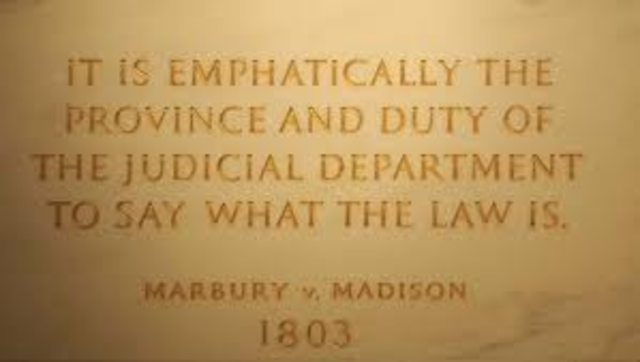 IT IS EMPHATICALLY THE
PROVINCE AND DUTY OF
THE JUDICIAL DEPARTMENT
TO SAY WHAT THE LAW IS.
MARBURY v. MADISON
1803